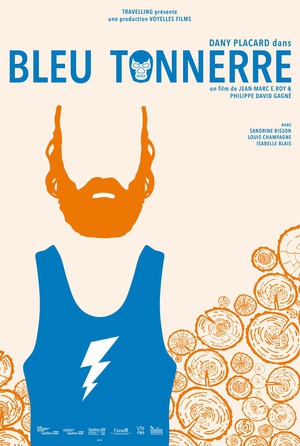 TRAVELLING présente
une production VOYELLES FILMS
DANY PLACARD dans
BLEU TONNERRE
un film de JEAN-MARC E.ROY &
PHILIPPE DAVID GAGNÉ
avec
SANDRINE BISSON
LOUIS CHAMPAGNE
ISABELLE BLAIS